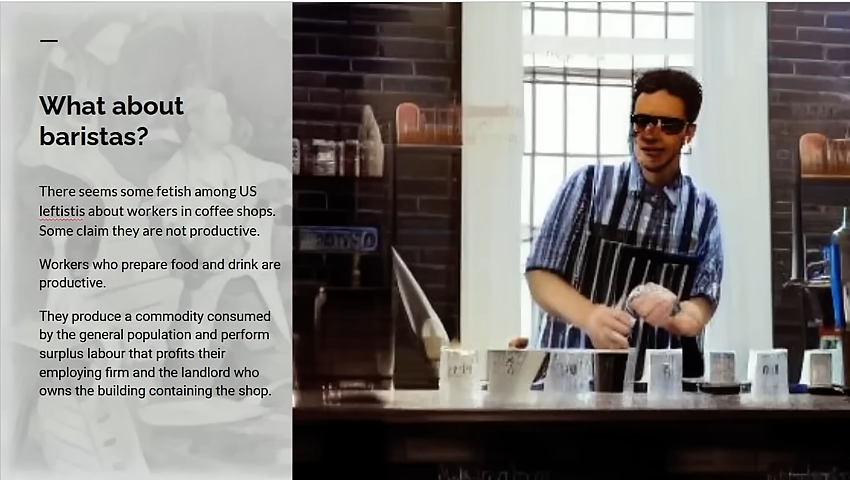 What about
baristas?
There seems some fetish among US
leftistis about workers in coffee shops.
Some claim they are not productive.
Workers who prepare food and drink are
productive.
They produce a commodity consumed
by the general population and perform
surplus labour that profits their
employing firm and the landlord who
owns the building containing the shop.